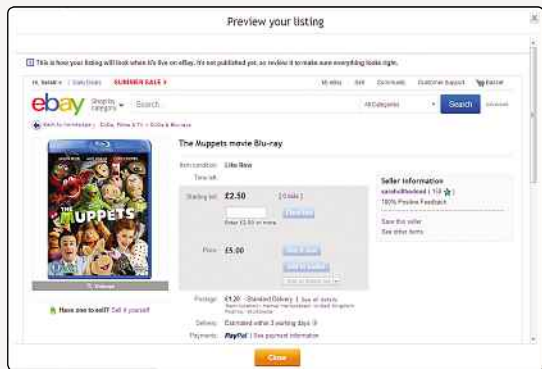 Preview your listing
This is how your listing will look when it's live on eBay. It's not published yet, so review it to make sure everything looks right.
Hi, Sarah! Daily Deals SUMMER SALE
My eBay Sell Community Customer Support Basket
ebay Shop by category Search... All Categories Search Advanced
Back to homepage DVDs, Films & TV > DVDs & Blu-rays
The Muppets movie Blu-ray
Item condition: Like New
Time left:
Starting bid: £2.50 [ 0 bids ]
Place bid
Enter £2.50 or more
Price: £5.00 Buy it now
Add to basket
Postage: £1.20 - Standard Delivery | See all details
Delivery: Estimated within 3 working days
Payments: PayPal | See payment information
Seller information
100% Positive Feedback
Save this seller
See other items
THE MUPPETS
Enlarge
Have one to sell? Sell it yourself
Close